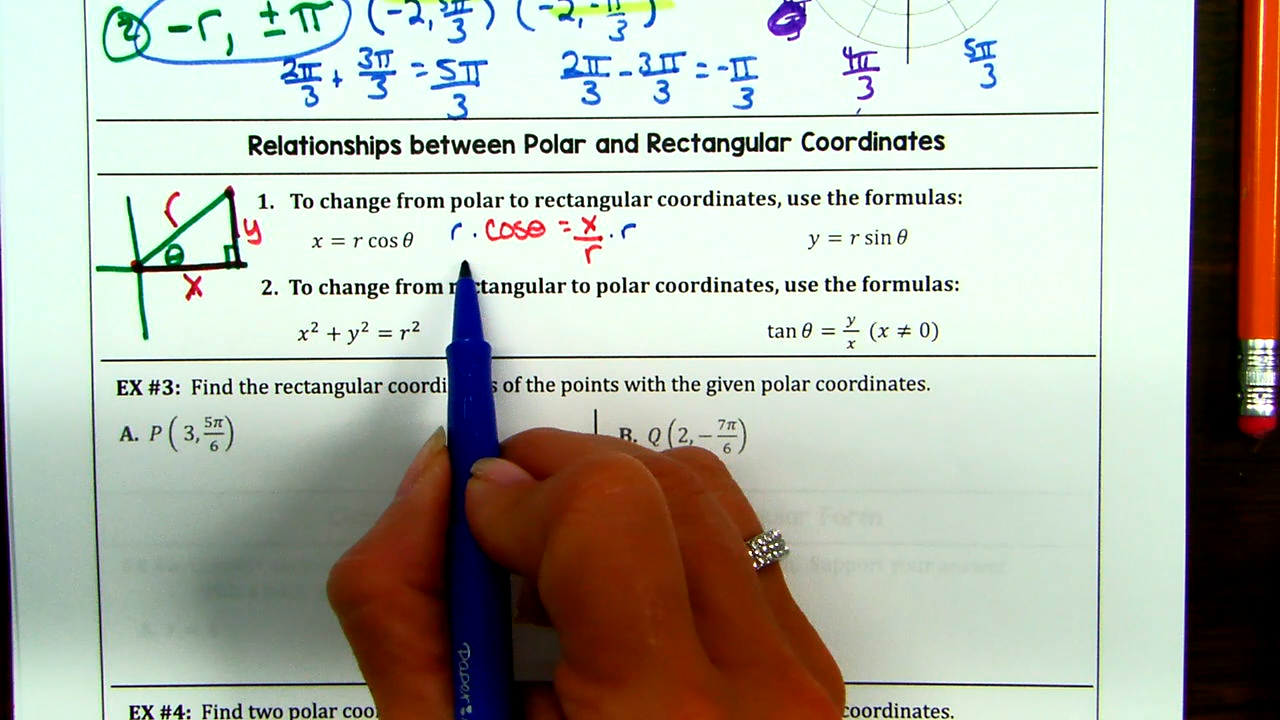 ② -r, ±π (-2, 5π/3) (-2, -π/3)
2π/3 + 3π/3 = 5π/3 2π/3 - 3π/3 = -π/3 4π/3 5π/3
Relationships between Polar and Rectangular Coordinates
1. To change from polar to rectangular coordinates, use the formulas:
r θ y x
x = r cos θ r · cosθ = x/r · r y = r sin θ
2. To change from rectangular to polar coordinates, use the formulas:
x² + y² = r² tan θ = y/x (x ≠ 0)
EX #3: Find the rectangular coordi s of the points with the given polar coordinates.
A. P(3, 5π/6) B. Q(2, -7π/6)
EX #4: Find two polar coo coordinates.
Paper